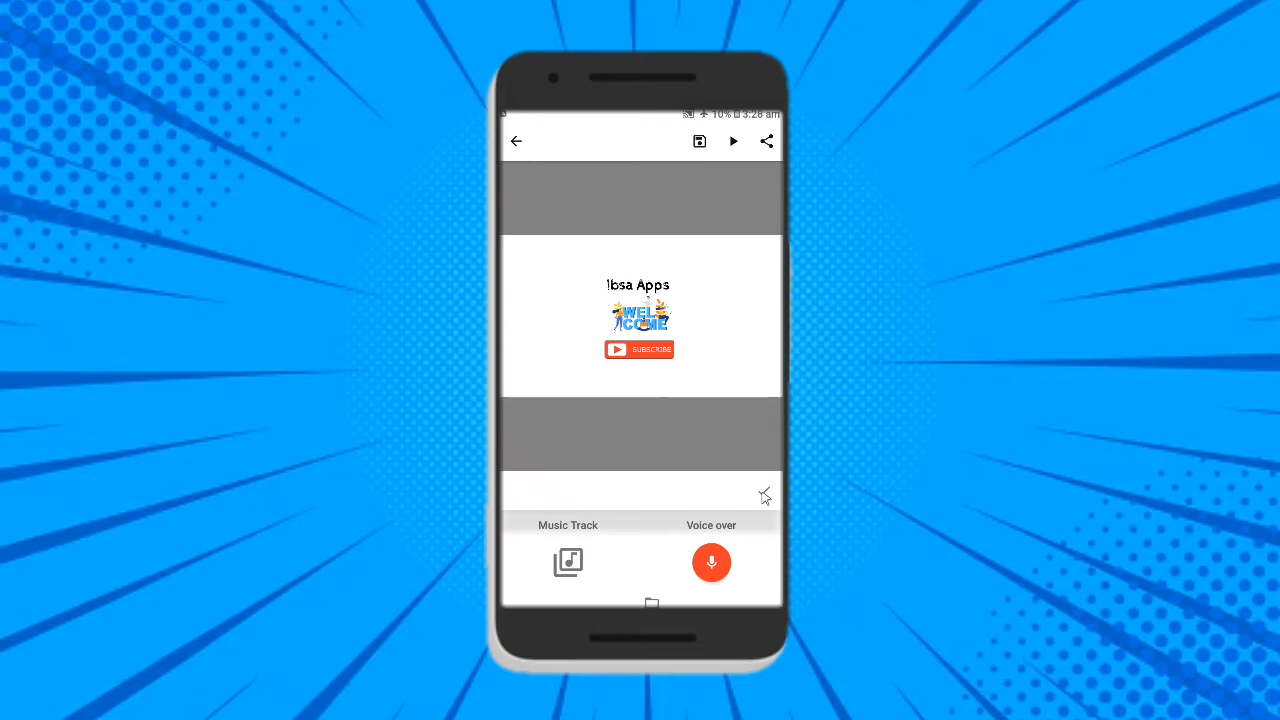 10% 3:28 am
Ibsa Apps
WEL
COME
SUBSCRIBE
Music Track
Voice over